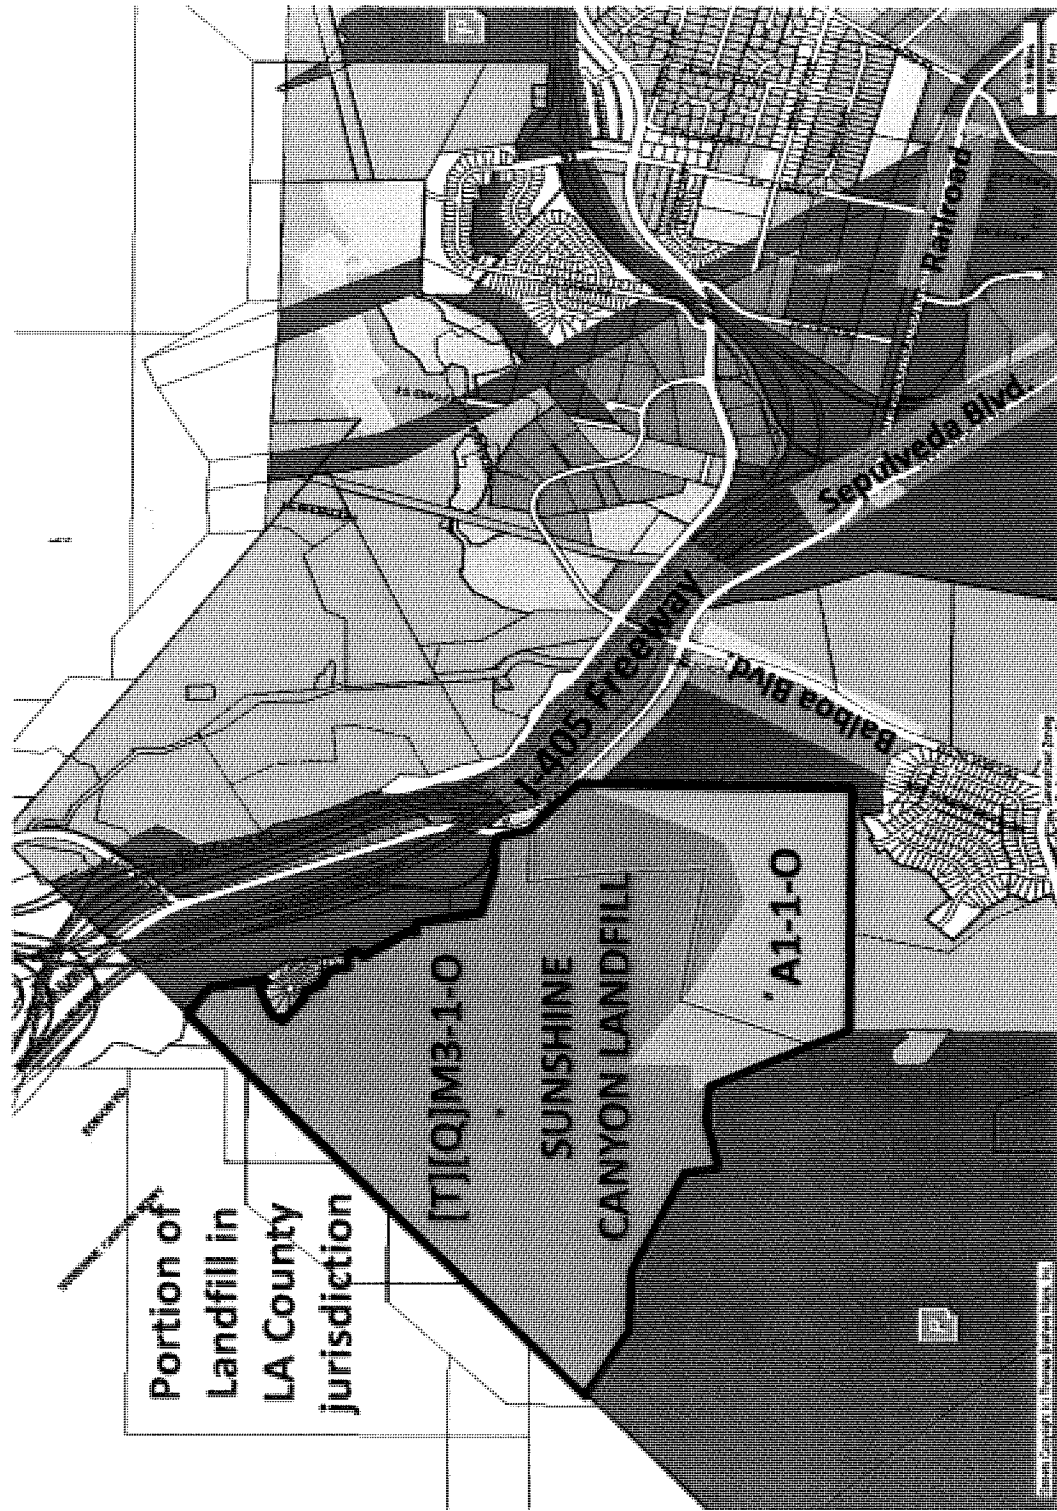 Portion of
Landfill in
LA County
jurisdiction
[T][Q]M3-1-O
SUNSHINE
CANYON LANDFILL
A1-1-O
I-405 Freeway
Balboa Blvd.
Sepulveda Blvd.
Railroad
P
P